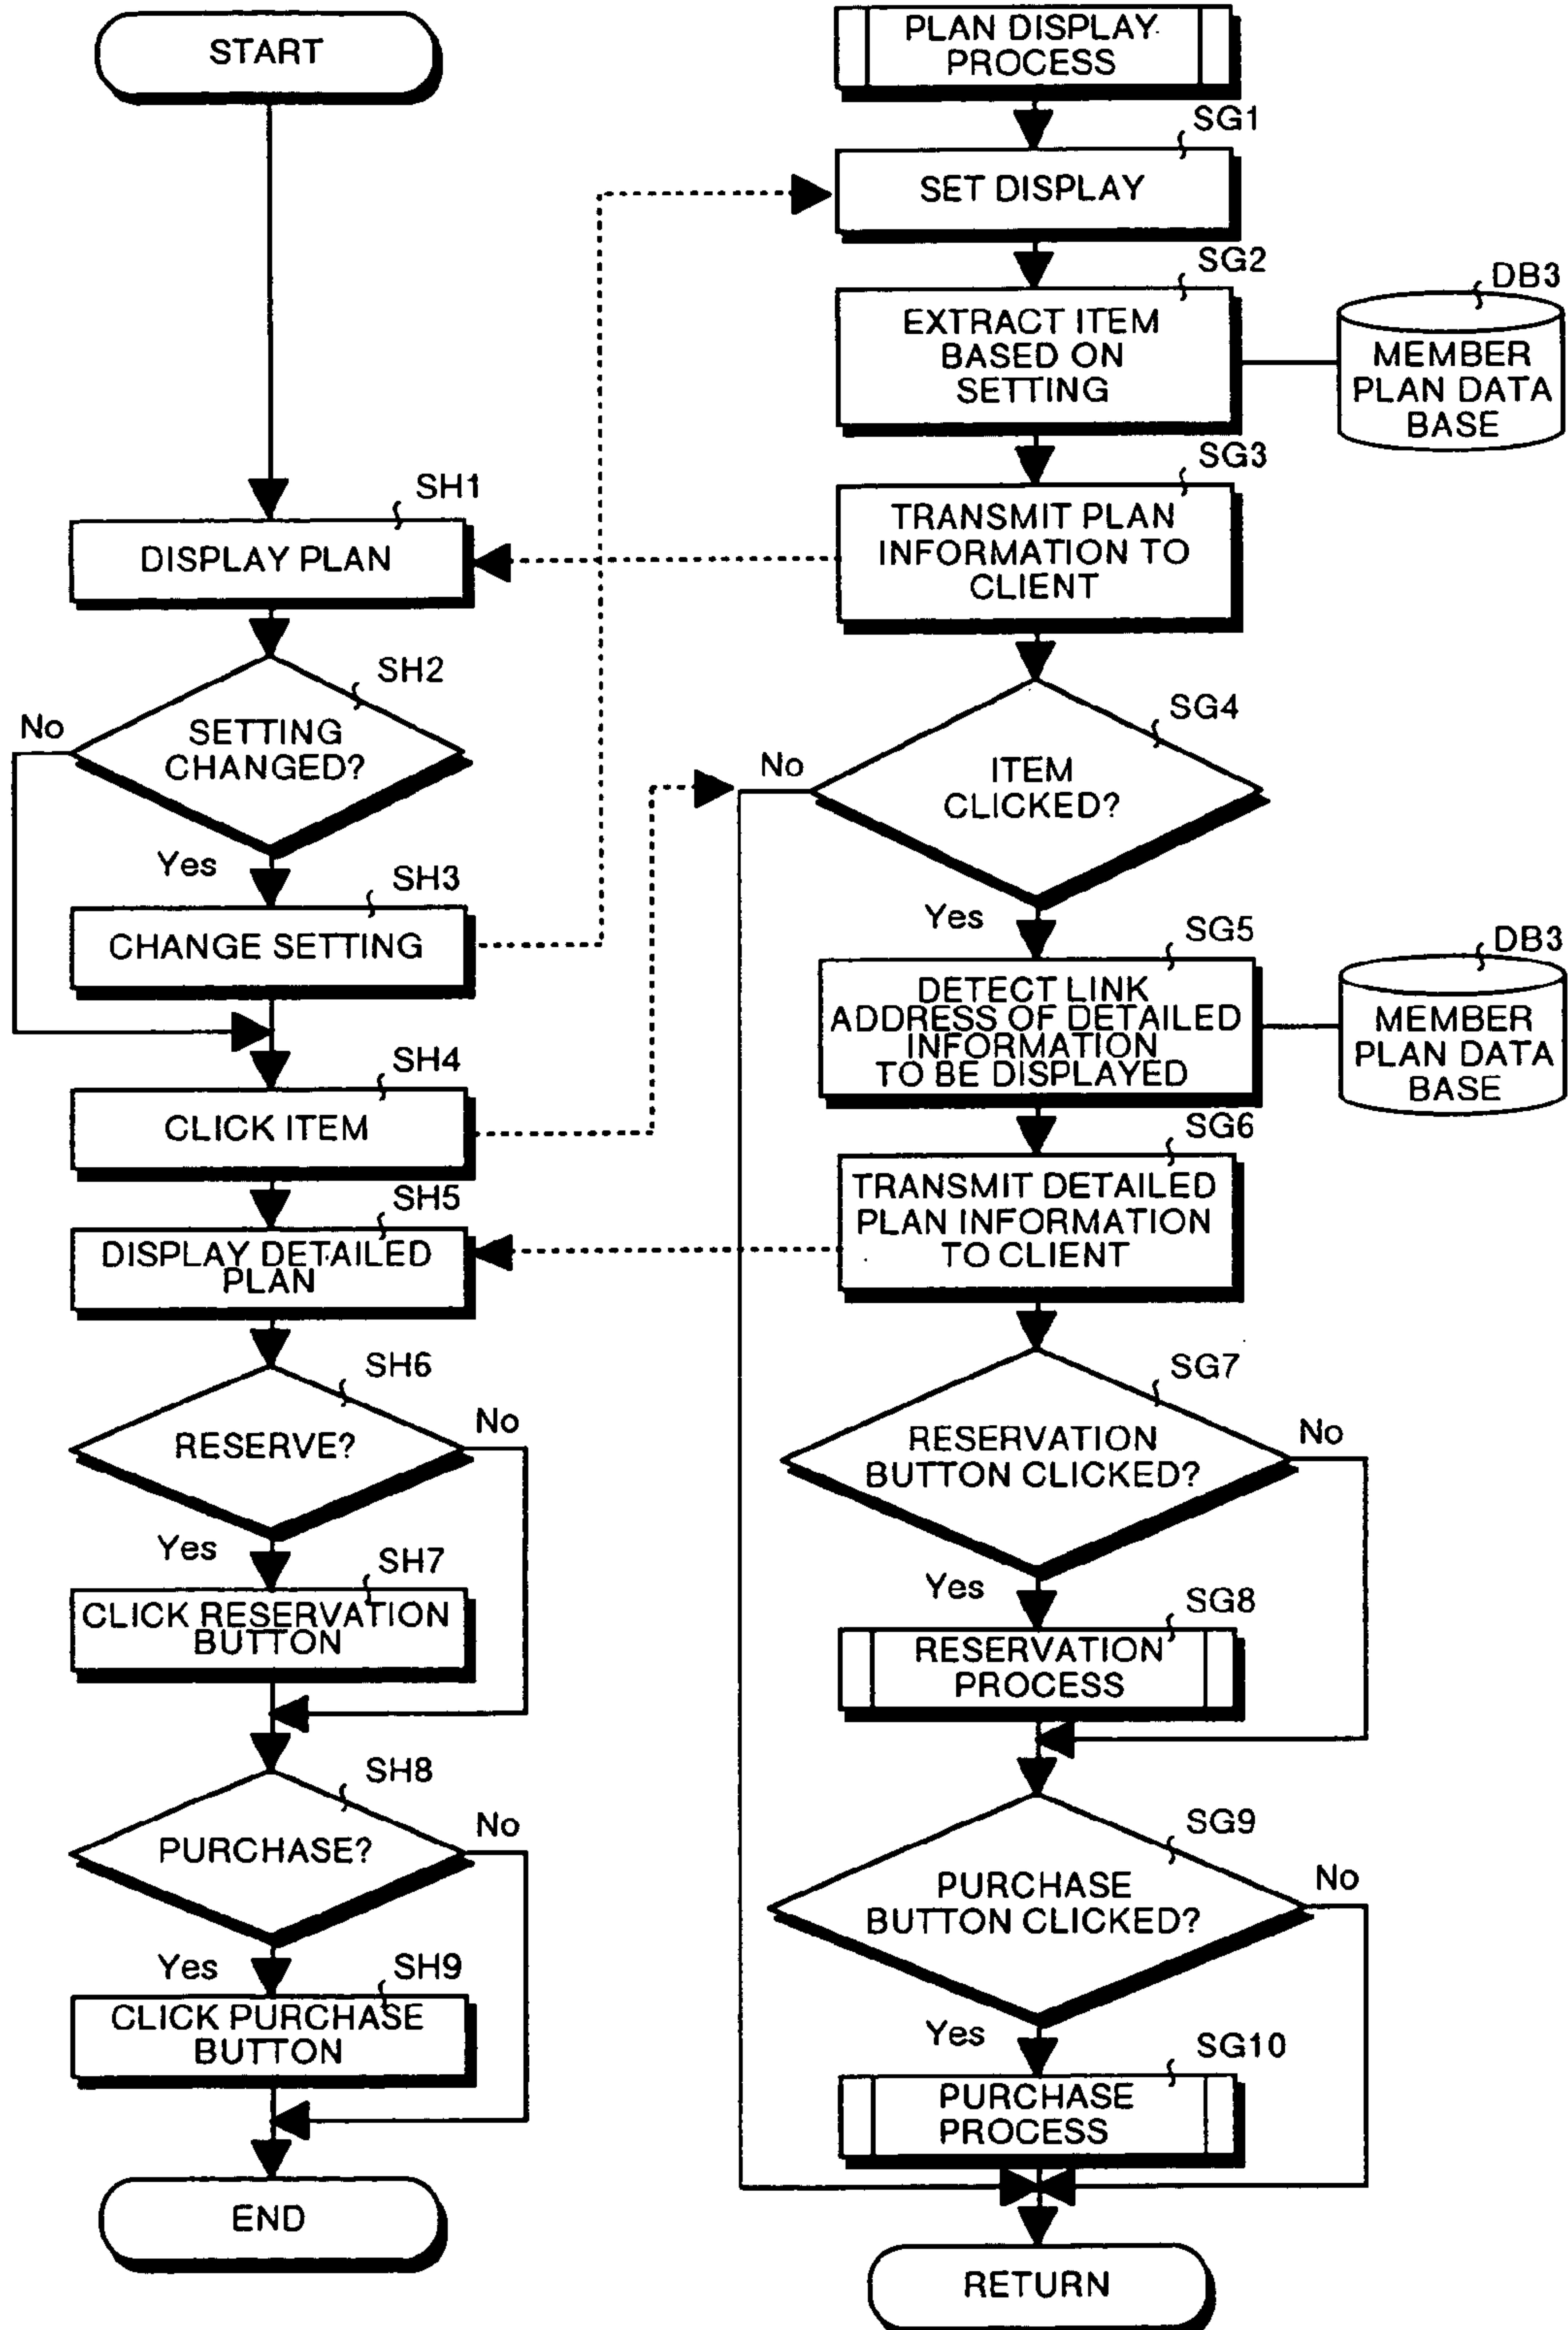 START
SH1
DISPLAY PLAN
SH2
SETTING
CHANGED?
No
Yes
SH3
CHANGE SETTING
SH4
CLICK ITEM
SH5
DISPLAY DETAILED
PLAN
SH6
RESERVE?
No
Yes
SH7
CLICK RESERVATION
BUTTON
SH8
PURCHASE?
No
Yes
SH9
CLICK PURCHASE
BUTTON
END
PLAN DISPLAY
PROCESS
SG1
SET DISPLAY
SG2
EXTRACT ITEM
BASED ON
SETTING
DB3
MEMBER
PLAN DATA
BASE
SG3
TRANSMIT PLAN
INFORMATION TO
CLIENT
SG4
ITEM
CLICKED?
No
Yes
SG5
DETECT LINK
ADDRESS OF DETAILED
INFORMATION
TO BE DISPLAYED
DB3
MEMBER
PLAN DATA
BASE
SG6
TRANSMIT DETAILED
PLAN INFORMATION
TO CLIENT
SG7
RESERVATION
BUTTON CLICKED?
No
Yes
SG8
RESERVATION
PROCESS
SG9
PURCHASE
BUTTON CLICKED?
No
Yes
SG10
PURCHASE
PROCESS
RETURN